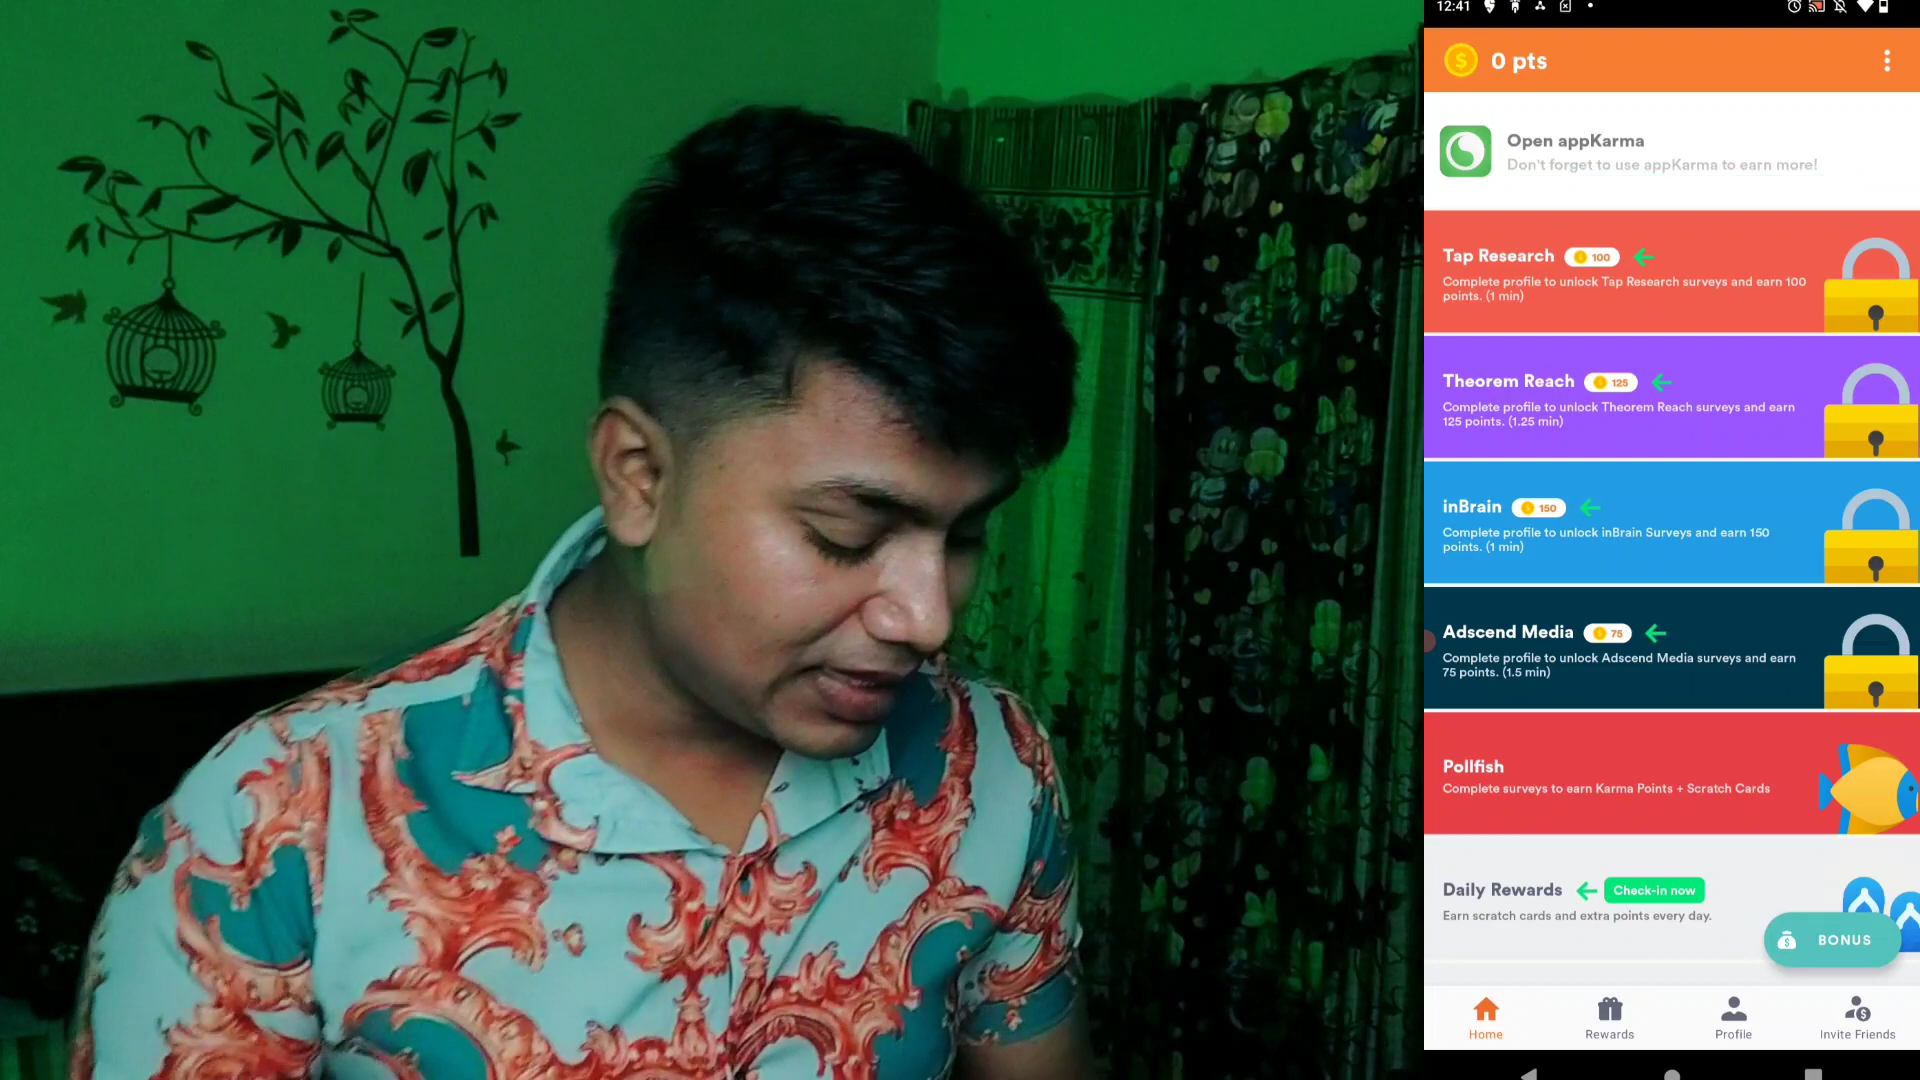 12:41
0 pts
Open appKarma
Don't forget to use appKarma to earn more!
Tap Research 100
Complete profile to unlock Tap Research surveys and earn 100
points. (1 min)
Theorem Reach 125
Complete profile to unlock Theorem Reach surveys and earn
125 points. (1.25 min)
inBrain 150
Complete profile to unlock inBrain Surveys and earn 150
points. (1 min)
Adscend Media 75
Complete profile to unlock Adscend Media surveys and earn
75 points. (1.5 min)
Pollfish
Complete surveys to earn Karma Points + Scratch Cards
Daily Rewards Check-in now
Earn scratch cards and extra points every day.
BONUS
Home Rewards Profile Invite Friends